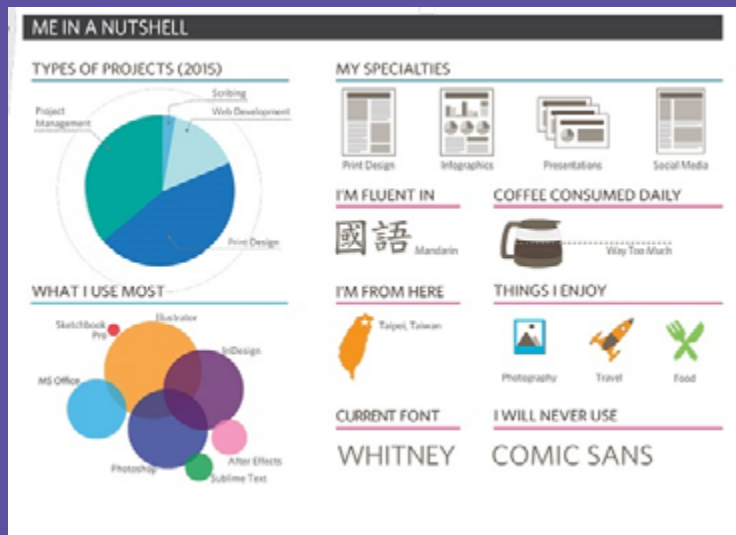 ME IN A NUTSHELL
TYPES OF PROJECTS (2015)
Scribing
Web Development
Project
Management
Print Design
WHAT I USE MOST
Illustrator
Sketchbook
Pro
InDesign
MS Office
Photoshop
After Effects
Sublime Text
MY SPECIALTIES
Print Design
Infographics
Presentations
Social Media
I'M FLUENT IN
國語
Mandarin
COFFEE CONSUMED DAILY
Way Too Much
I'M FROM HERE
Taipei, Taiwan
THINGS I ENJOY
Photography
Travel
Food
CURRENT FONT
WHITNEY
I WILL NEVER USE
COMIC SANS